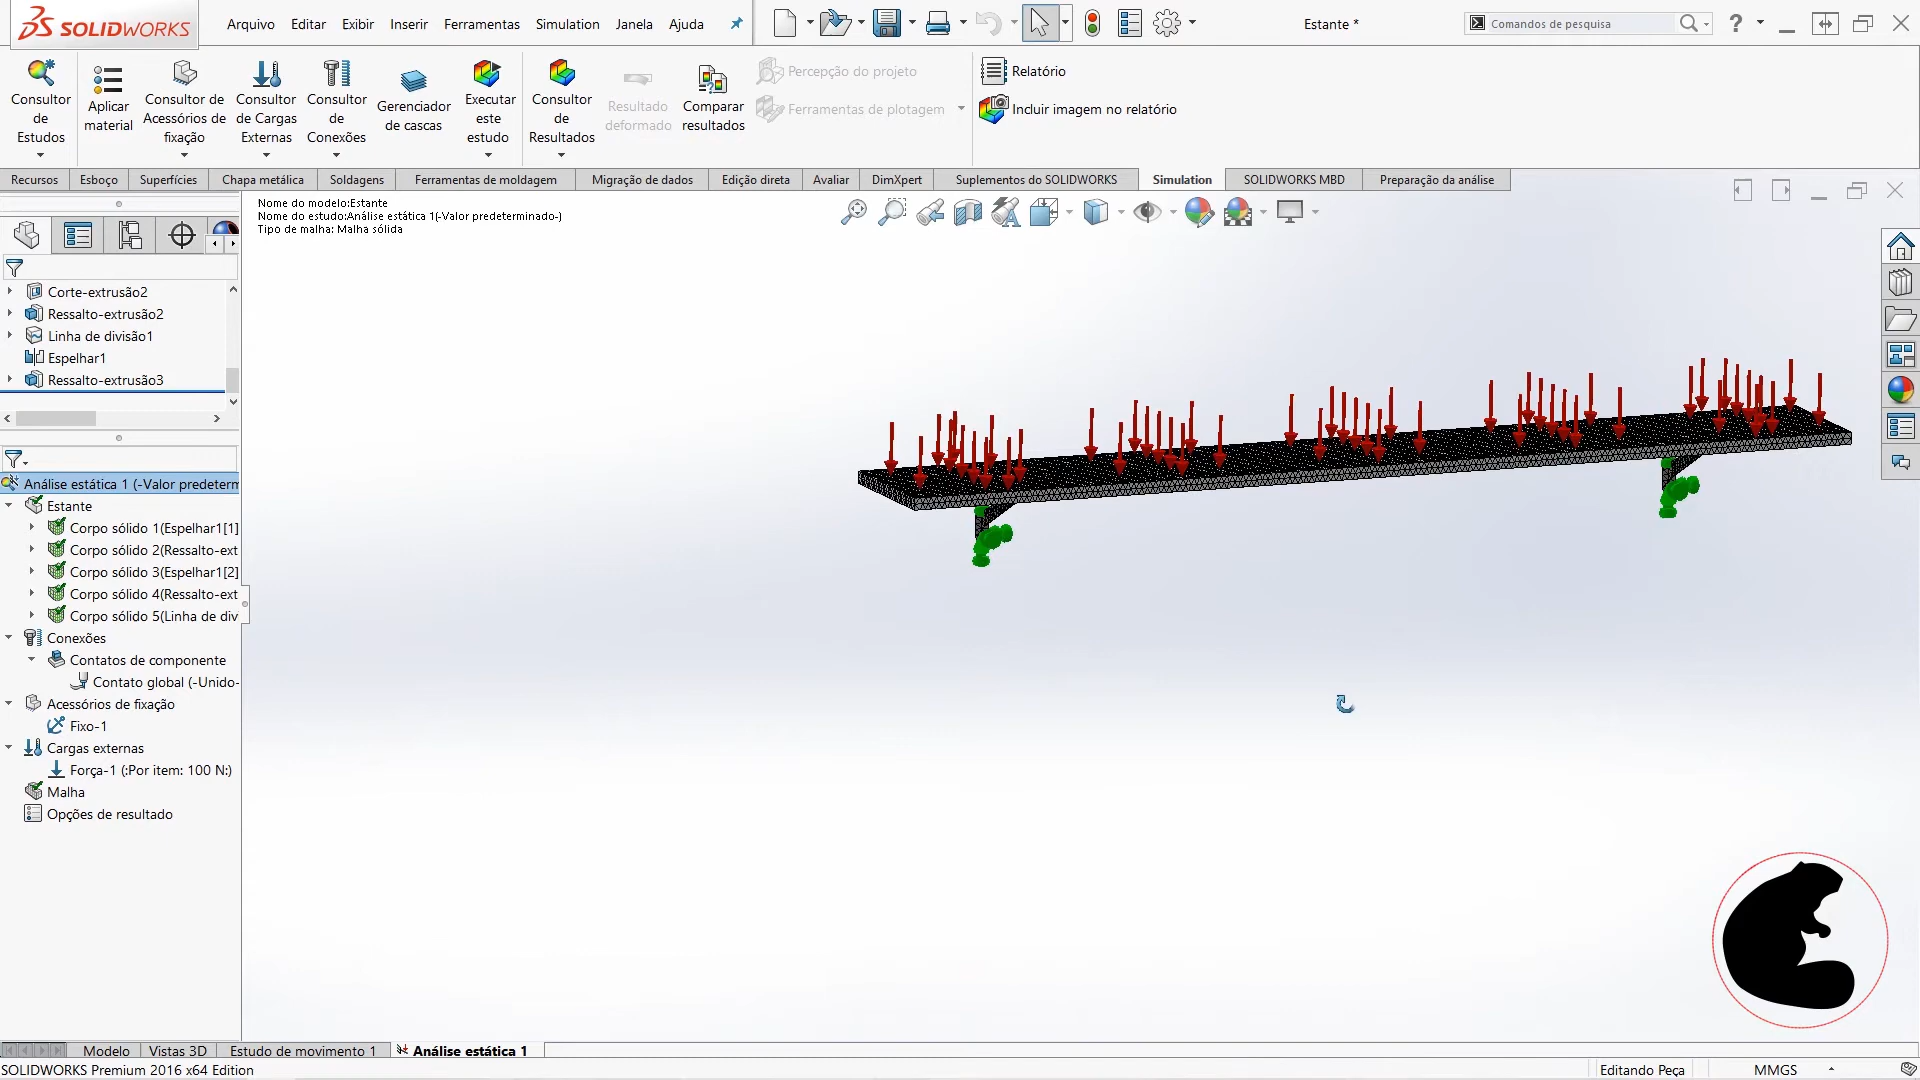 SOLIDWORKS
Arquivo Editar Exibir Inserir Ferramentas Simulation Janela Ajuda
Estante *
Comandos de pesquisa
?
Consultor de Estudos
Aplicar material
Consultor de Acessórios de fixação
Consultor de Cargas Externas
Consultor de Conexões
Gerenciador de cascas
Executar este estudo
Consultor de Resultados
Resultado deformado
Comparar resultados
Percepção do projeto
Ferramentas de plotagem
Relatório
Incluir imagem no relatório
Recursos Esboço Superfícies Chapa metálica Soldagens Ferramentas de moldagem Migração de dados Edição direta Avaliar DimXpert Suplementos do SOLIDWORKS Simulation SOLIDWORKS MBD Preparação da análise
Nome do modelo:Estante
Nome do estudo:Análise estática 1(-Valor predeterminado-)
Tipo de malha: Malha sólida
Corte-extrusão2
Ressalto-extrusão2
Linha de divisão1
Espelhar1
Ressalto-extrusão3
Análise estática 1 (-Valor predeterm
Estante
Corpo sólido 1(Espelhar1[1]
Corpo sólido 2(Ressalto-ext
Corpo sólido 3(Espelhar1[2]
Corpo sólido 4(Ressalto-ext
Corpo sólido 5(Linha de div
Conexões
Contatos de componente
Contato global (-Unido-
Acessórios de fixação
Fixo-1
Cargas externas
Força-1 (:Por item: 100 N:)
Malha
Opções de resultado
Modelo Vistas 3D Estudo de movimento 1 Análise estática 1
SOLIDWORKS Premium 2016 x64 Edition
Editando Peça
MMGS